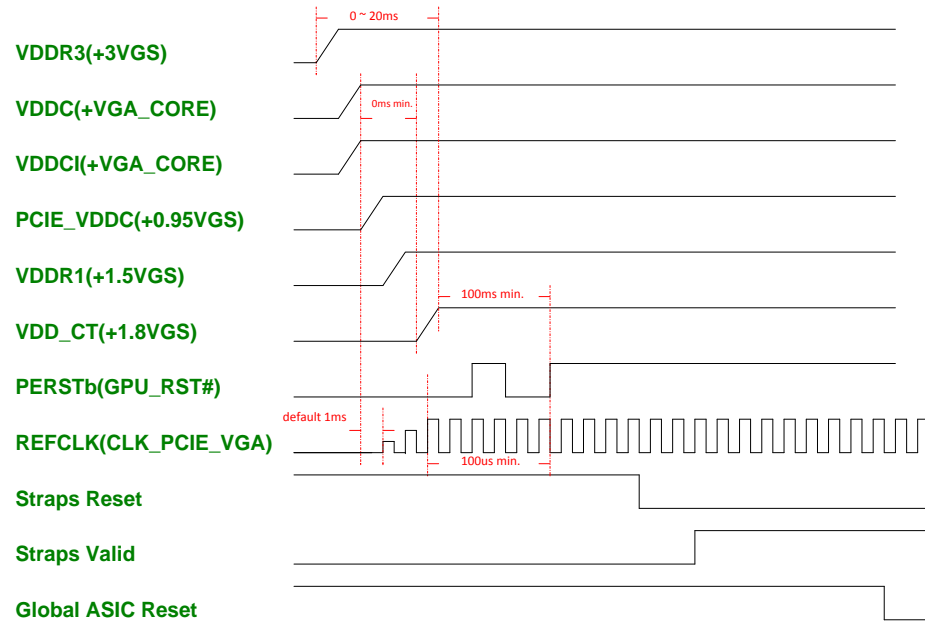 0 ~ 20ms
VDDR3(+3VGS)
VDDC(+VGA_CORE)
0ms min.
VDDCI(+VGA_CORE)
PCIE_VDDC(+0.95VGS)
VDDR1(+1.5VGS)
100ms min.
VDD_CT(+1.8VGS)
PERSTb(GPU_RST#)
default 1ms
REFCLK(CLK_PCIE_VGA)
100us min.
Straps Reset
Straps Valid
Global ASIC Reset